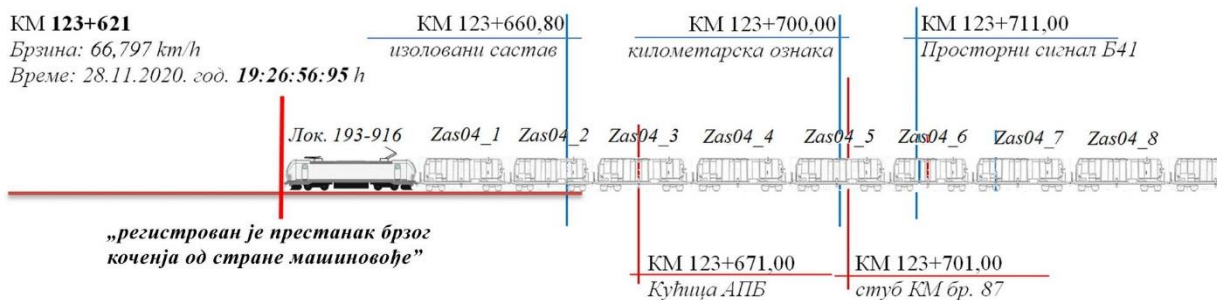 КМ 123+621
Брзина: 66,797 km/h
Време: 28.11.2020. год. 19:26:56:95 h
КМ 123+660,80
изоловани састав
КМ 123+700,00
километарска ознака
КМ 123+711,00
Просторни сигнал Б41
Лок. 193-916
Zas04_1
Zas04_2
Zas04_3
Zas04_4
Zas04_5
Zas04_6
Zas04_7
Zas04_8
„регистрован је престанак брзог
кочења од стране машиновође”
КМ 123+671,00
Кућица АПБ
КМ 123+701,00
стуб КМ бр. 87